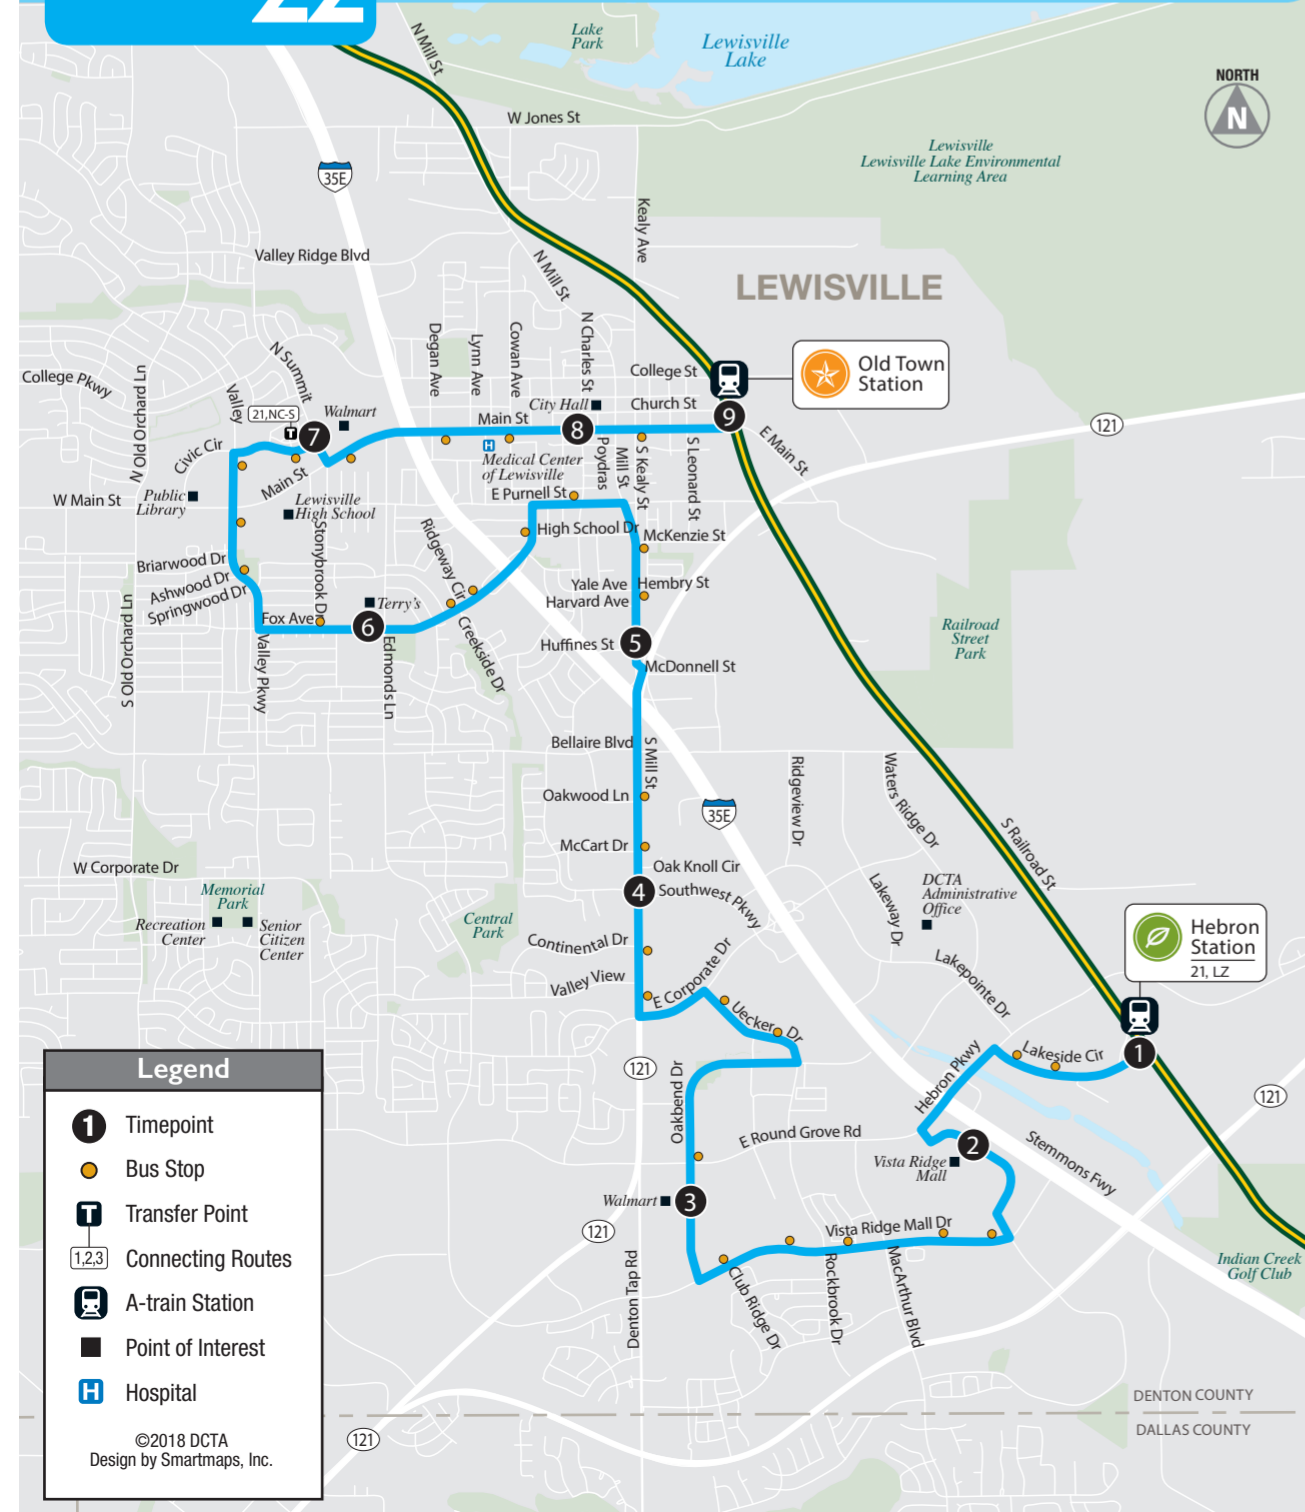 22
N Mill St
Lake
Park
Lewisville
Lake
NORTH
N
W Jones St
Lewisville
Lewisville Lake Environmental
Learning Area
35E
Kealy Ave
Valley Ridge Blvd
N Mill St
LEWISVILLE
N Summit
Degan Ave
Lynn Ave
Cowan Ave
N Charles St
College St
Old Town
Station
College Pkwy
N Old Orchard Ln
Valley
21,NC-S
Walmart
T
7
City Hall
Church St
Main St
8
9
121
E Main St
Civic Cir
H
Medical Center
of Lewisville
Poydras
Mill St
S Kealy St
S Leonard St
W Main St
Public
Library
Main St
Lewisville
High School
E Purnell St
High School Dr
McKenzie St
Stonybrook Dr
Ridgeway Cir
Briarwood Dr
Ashwood Dr
Springwood Dr
Yale Ave
Hembry St
Harvard Ave
Terry's
Fox Ave
6
Creekside Dr
Huffines St
5
McDonnell St
Railroad
Street
Park
S Old Orchard Ln
Valley Pkwy
Edmonds Ln
Bellaire Blvd
S Mill St
Ridgeview Dr
Waters Ridge Dr
Oakwood Ln
35E
McCart Dr
S Railroad St
W Corporate Dr
Oak Knoll Cir
4
Southwest Pkwy
Memorial
Park
Recreation
Center
Senior
Citizen
Center
Central
Park
Lakeway Dr
DCTA
Administrative
Office
Hebron
Station
21, LZ
Continental Dr
Valley View
E Corporate Dr
Lakepointe Dr
Uecker Dr
121
Oakbend Dr
Hebron Pkwy
Lakeside Cir
1
121
E Round Grove Rd
2
Vista Ridge
Mall
Stemmons Fwy
Walmart
3
121
Vista Ridge Mall Dr
Denton Tap Rd
Club Ridge Dr
Rockbrook Dr
MacArthur Blvd
Indian Creek
Golf Club
DENTON COUNTY
DALLAS COUNTY
121
Legend
1
Timepoint
Bus Stop
T
Transfer Point
1,2,3
Connecting Routes
A-train Station
Point of Interest
H
Hospital
©2018 DCTA
Design by Smartmaps, Inc.